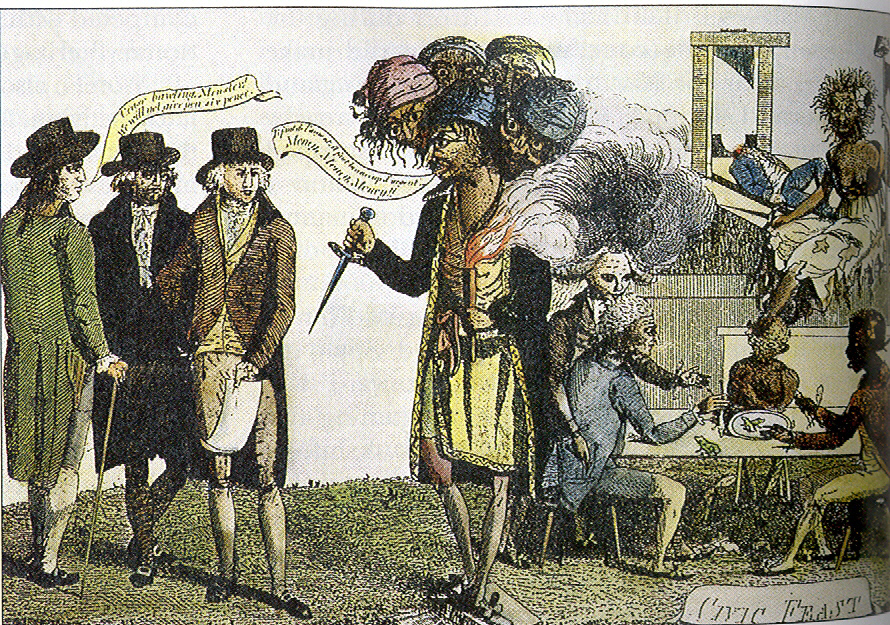 Cease bawling, Monster!
We will not give you six pence.
Money, Money, Money!!
CIVIC FEAST